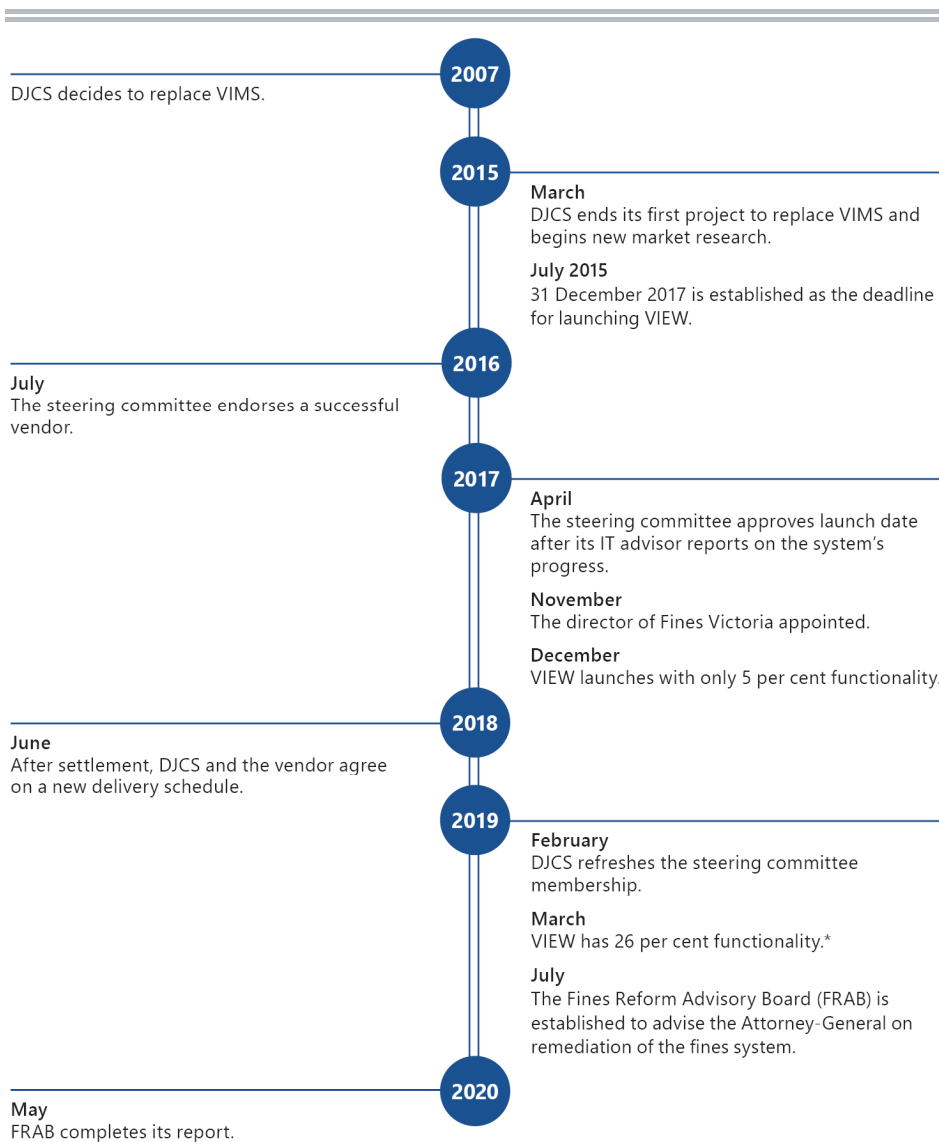 2007
DJCS decides to replace VIMS.
2015
March
DJCS ends its first project to replace VIMS and
begins new market research.
July 2015
31 December 2017 is established as the deadline
for launching VIEW.
2016
July
The steering committee endorses a successful
vendor.
2017
April
The steering committee approves launch date
after its IT advisor reports on the system’s
progress.
November
The director of Fines Victoria appointed.
December
VIEW launches with only 5 per cent functionality.
2018
June
After settlement, DJCS and the vendor agree
on a new delivery schedule.
2019
February
DJCS refreshes the steering committee
membership.
March
VIEW has 26 per cent functionality.*
July
The Fines Reform Advisory Board (FRAB) is
established to advise the Attorney-General on
remediation of the fines system.
2020
May
FRAB completes its report.